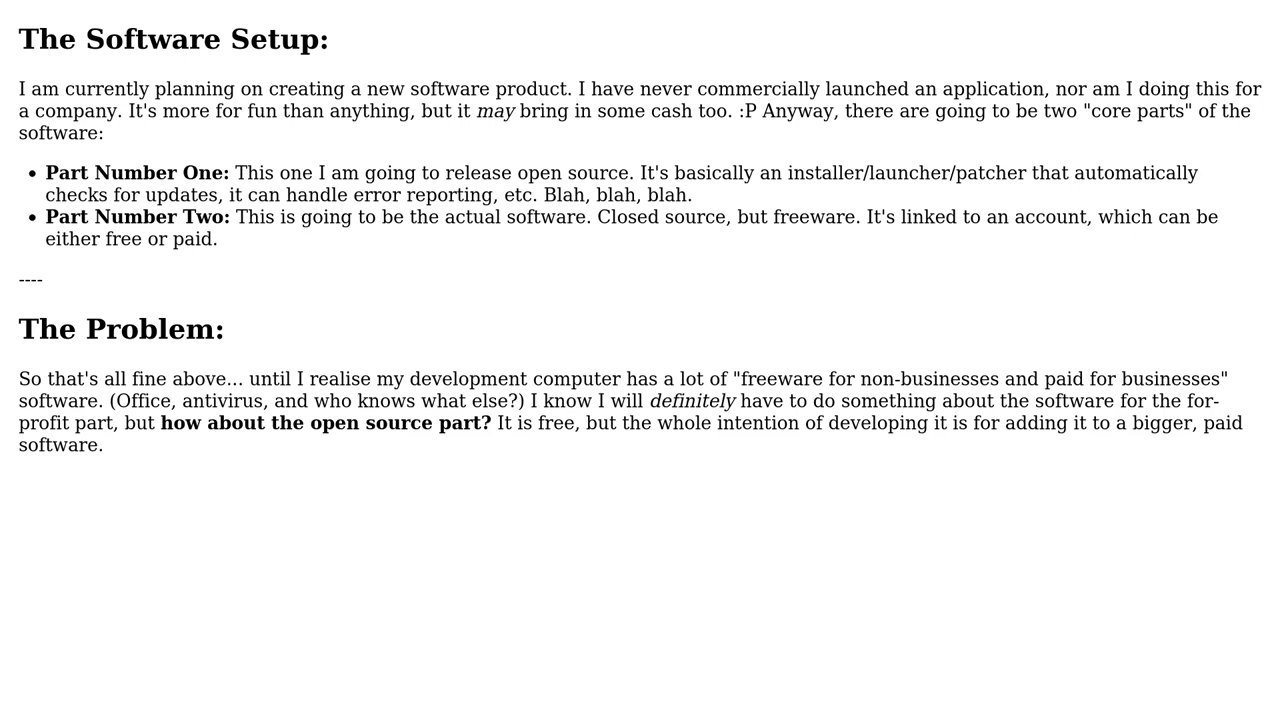 The Software Setup:
I am currently planning on creating a new software product. I have never commercially launched an application, nor am I doing this for
a company. It's more for fun than anything, but it may bring in some cash too. :P Anyway, there are going to be two "core parts" of the
software:
• Part Number One: This one I am going to release open source. It's basically an installer/launcher/patcher that automatically
checks for updates, it can handle error reporting, etc. Blah, blah, blah.
• Part Number Two: This is going to be the actual software. Closed source, but freeware. It's linked to an account, which can be
either free or paid.
----
The Problem:
So that's all fine above... until I realise my development computer has a lot of "freeware for non-businesses and paid for businesses"
software. (Office, antivirus, and who knows what else?) I know I will definitely have to do something about the software for the for-
profit part, but how about the open source part? It is free, but the whole intention of developing it is for adding it to a bigger, paid
software.